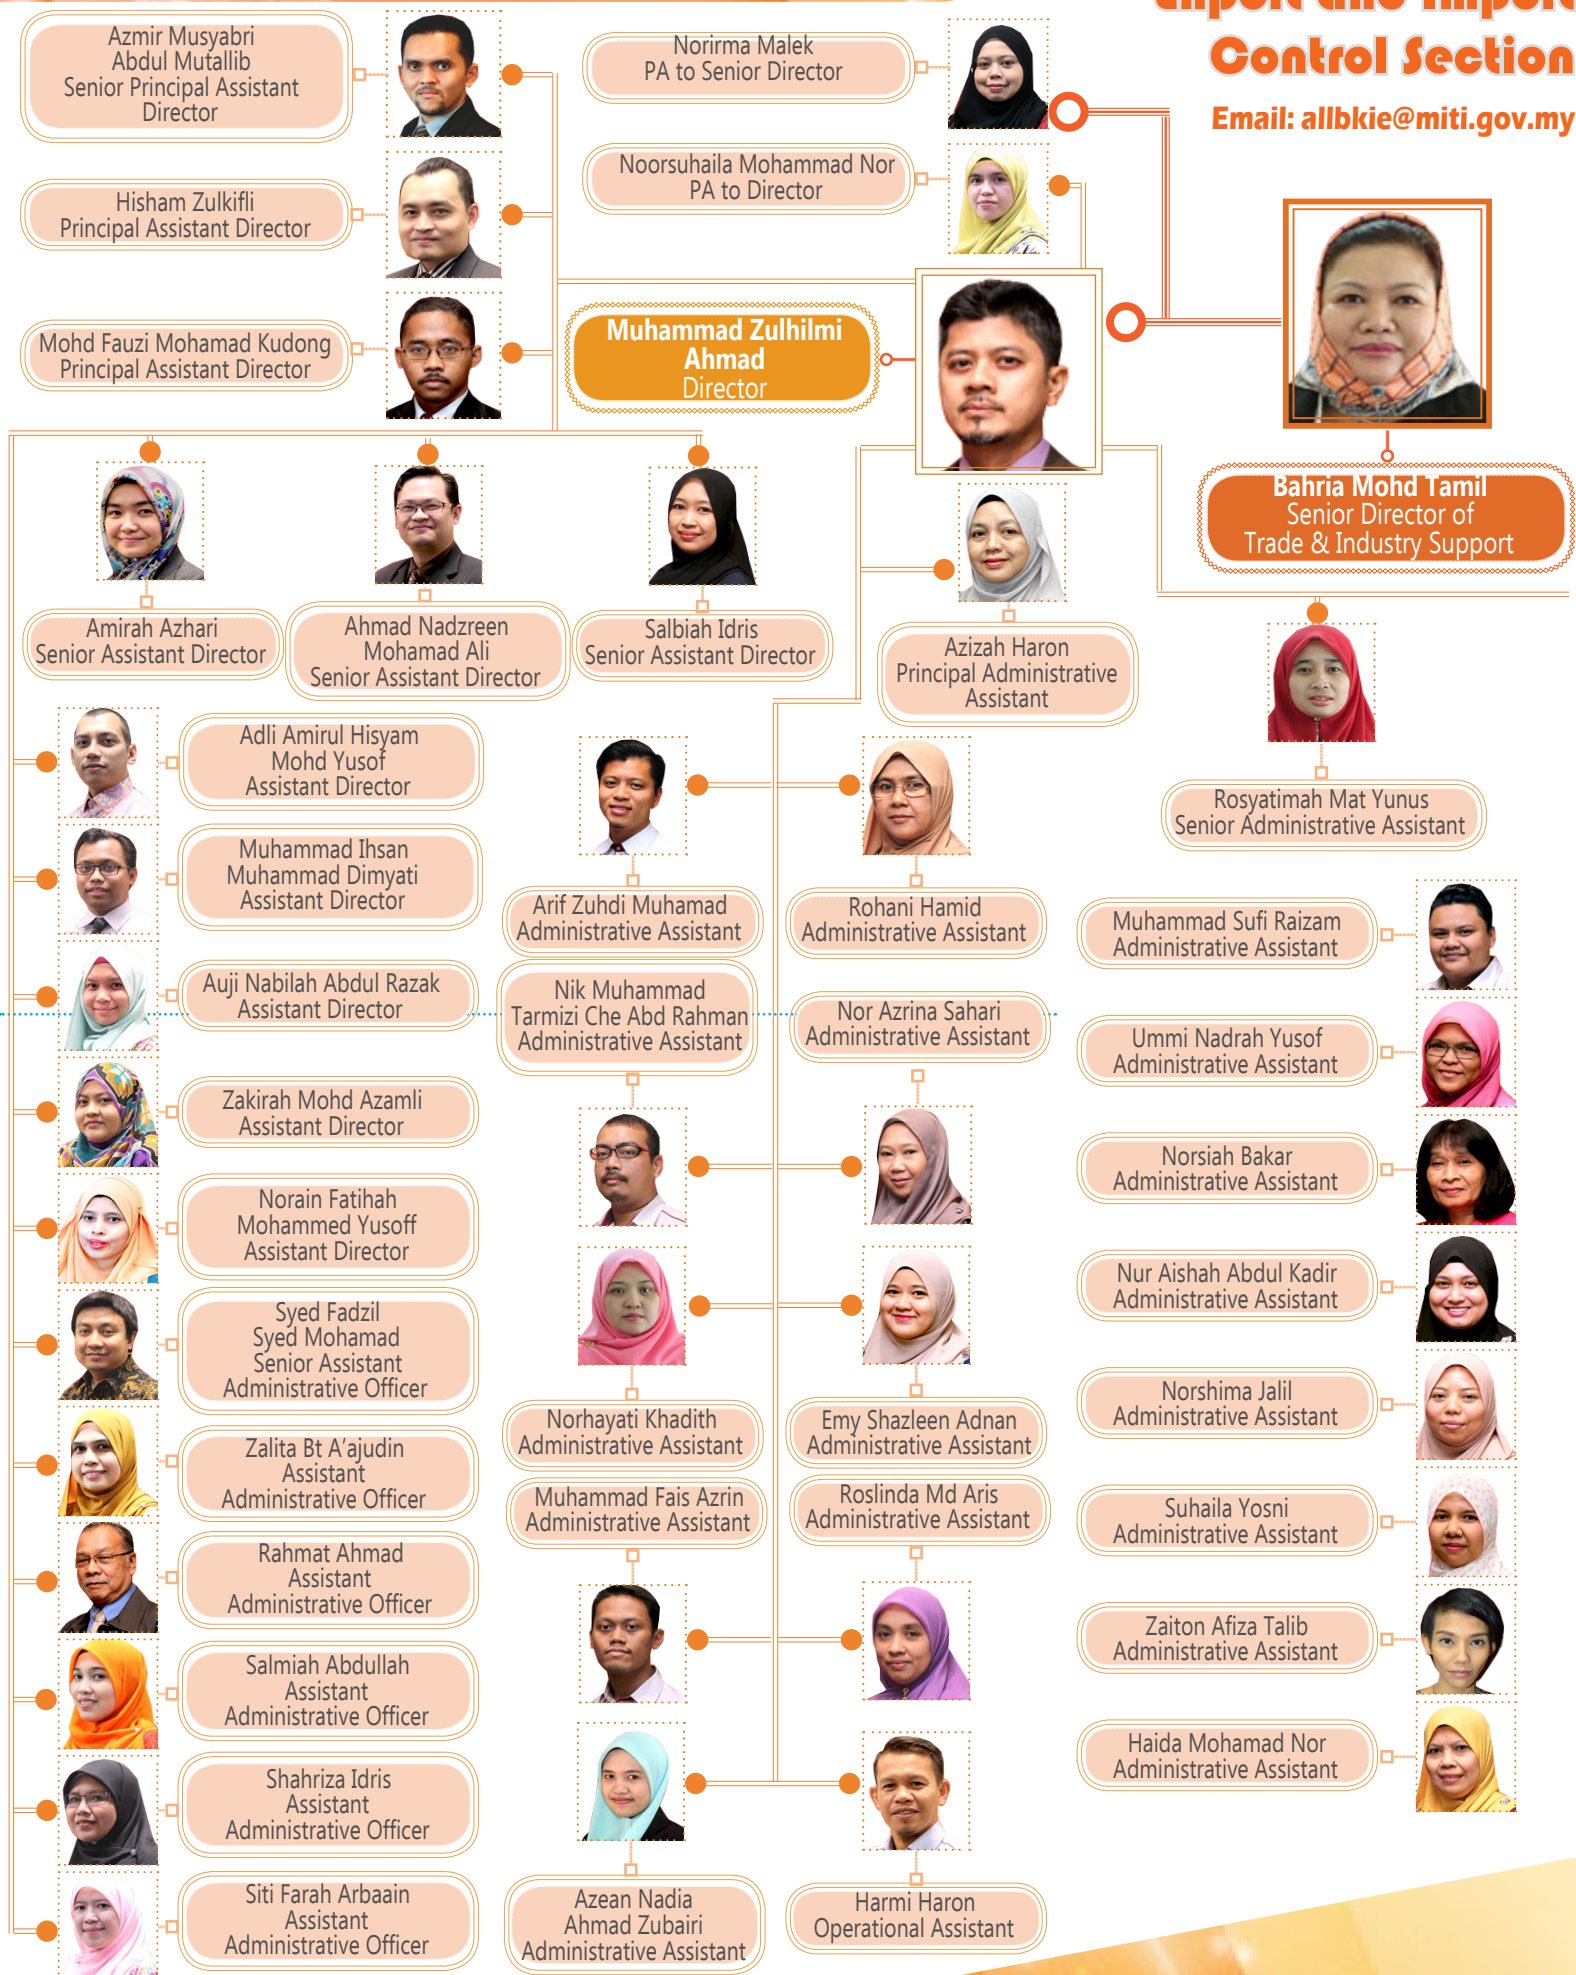 Export and Import
Control Section
Email: allbkie@miti.gov.my
Azmir Musyabri
Abdul Mutallib
Senior Principal Assistant
Director
Norirma Malek
PA to Senior Director
Noorsuhaila Mohammad Nor
PA to Director
Hisham Zulkifli
Principal Assistant Director
Mohd Fauzi Mohamad Kudong
Principal Assistant Director
Muhammad Zulhilmi
Ahmad
Director
Bahria Mohd Tamil
Senior Director of
Trade & Industry Support
Amirah Azhari
Senior Assistant Director
Ahmad Nadzreen
Mohamad Ali
Senior Assistant Director
Salbiah Idris
Senior Assistant Director
Azizah Haron
Principal Administrative
Assistant
Rosyatimah Mat Yunus
Senior Administrative Assistant
Adli Amirul Hisyam
Mohd Yusof
Assistant Director
Muhammad Ihsan
Muhammad Dimyati
Assistant Director
Auji Nabilah Abdul Razak
Assistant Director
Zakirah Mohd Azamli
Assistant Director
Norain Fatihah
Mohammed Yusoff
Assistant Director
Syed Fadzil
Syed Mohamad
Senior Assistant
Administrative Officer
Zalita Bt A’ajudin
Assistant
Administrative Officer
Rahmat Ahmad
Assistant
Administrative Officer
Salmiah Abdullah
Assistant
Administrative Officer
Shahriza Idris
Assistant
Administrative Officer
Siti Farah Arbaain
Assistant
Administrative Officer
Arif Zuhdi Muhamad
Administrative Assistant
Rohani Hamid
Administrative Assistant
Nik Muhammad
Tarmizi Che Abd Rahman
Administrative Assistant
Nor Azrina Sahari
Administrative Assistant
Norhayati Khadith
Administrative Assistant
Emy Shazleen Adnan
Administrative Assistant
Muhammad Fais Azrin
Administrative Assistant
Roslinda Md Aris
Administrative Assistant
Azean Nadia
Ahmad Zubairi
Administrative Assistant
Harmi Haron
Operational Assistant
Muhammad Sufi Raizam
Administrative Assistant
Ummi Nadrah Yusof
Administrative Assistant
Norsiah Bakar
Administrative Assistant
Nur Aishah Abdul Kadir
Administrative Assistant
Norshima Jalil
Administrative Assistant
Suhaila Yosni
Administrative Assistant
Zaiton Afiza Talib
Administrative Assistant
Haida Mohamad Nor
Administrative Assistant